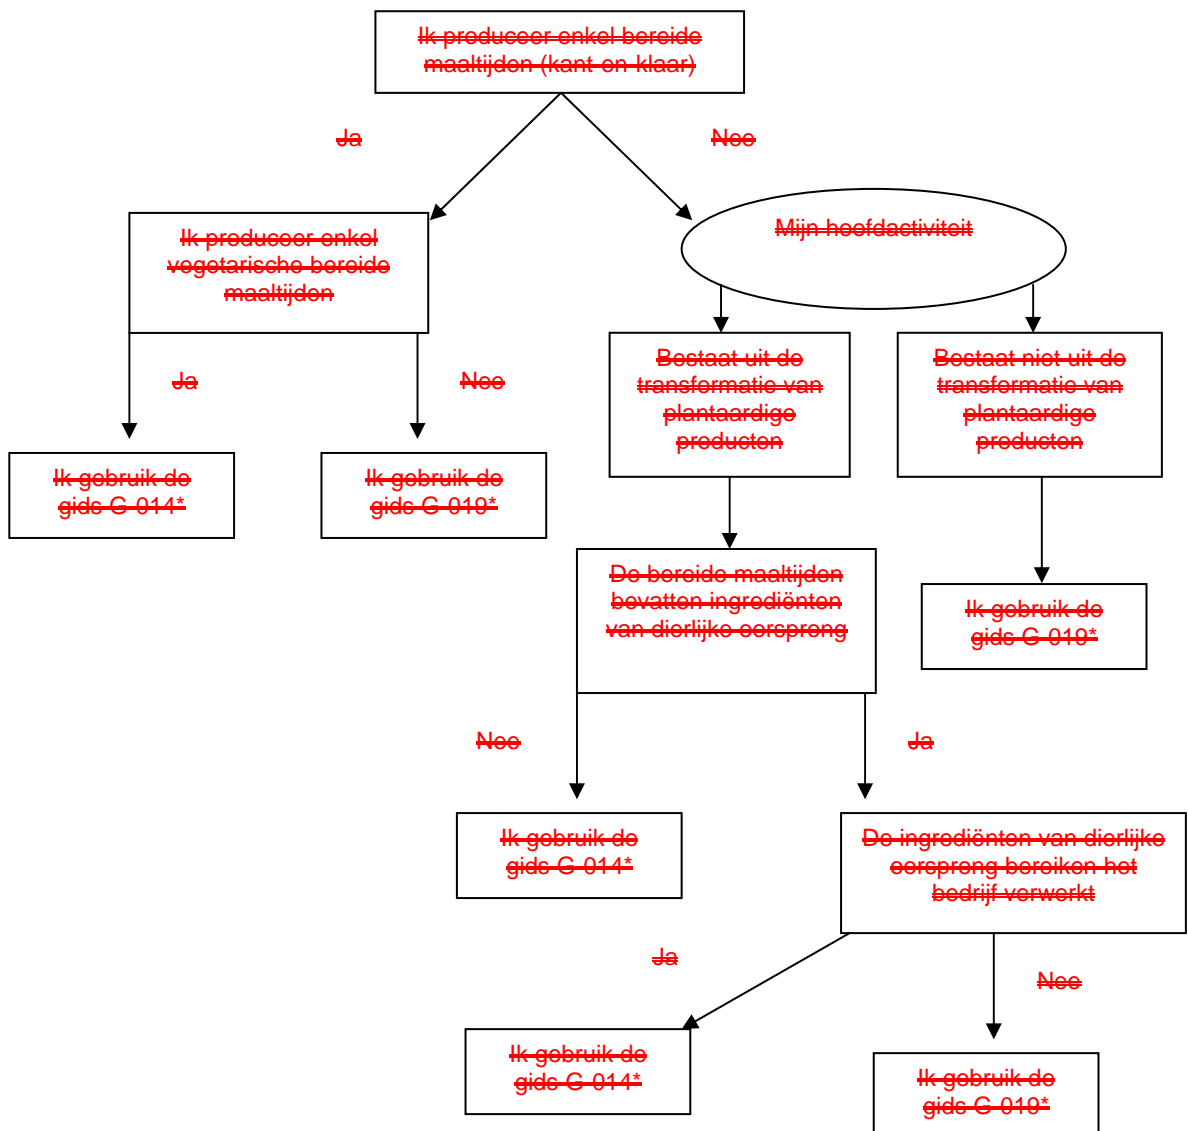 Ik produceer enkel bereide
maaltijden (kant en klaar)
Ja
Nee
Ik produceer enkel
vegetarische bereide
maaltijden
Mijn hoofdactiviteit
Ja
Nee
Bestaat uit de
transformatie van
plantaardige
producten
Bestaat niet uit de
transformatie van
plantaardige
producten
Ik gebruik de
gids G-014*
Ik gebruik de
gids G-019*
De bereide maaltijden
bevatten ingrediënten
van dierlijke oorsprong
Ik gebruik de
gids G-019*
Nee
Ja
Ik gebruik de
gids G-014*
De ingrediënten van dierlijke
oorsprong bereiken het
bedrijf verwerkt
Ja
Nee
Ik gebruik de
gids G-014*
Ik gebruik de
gids G-019*